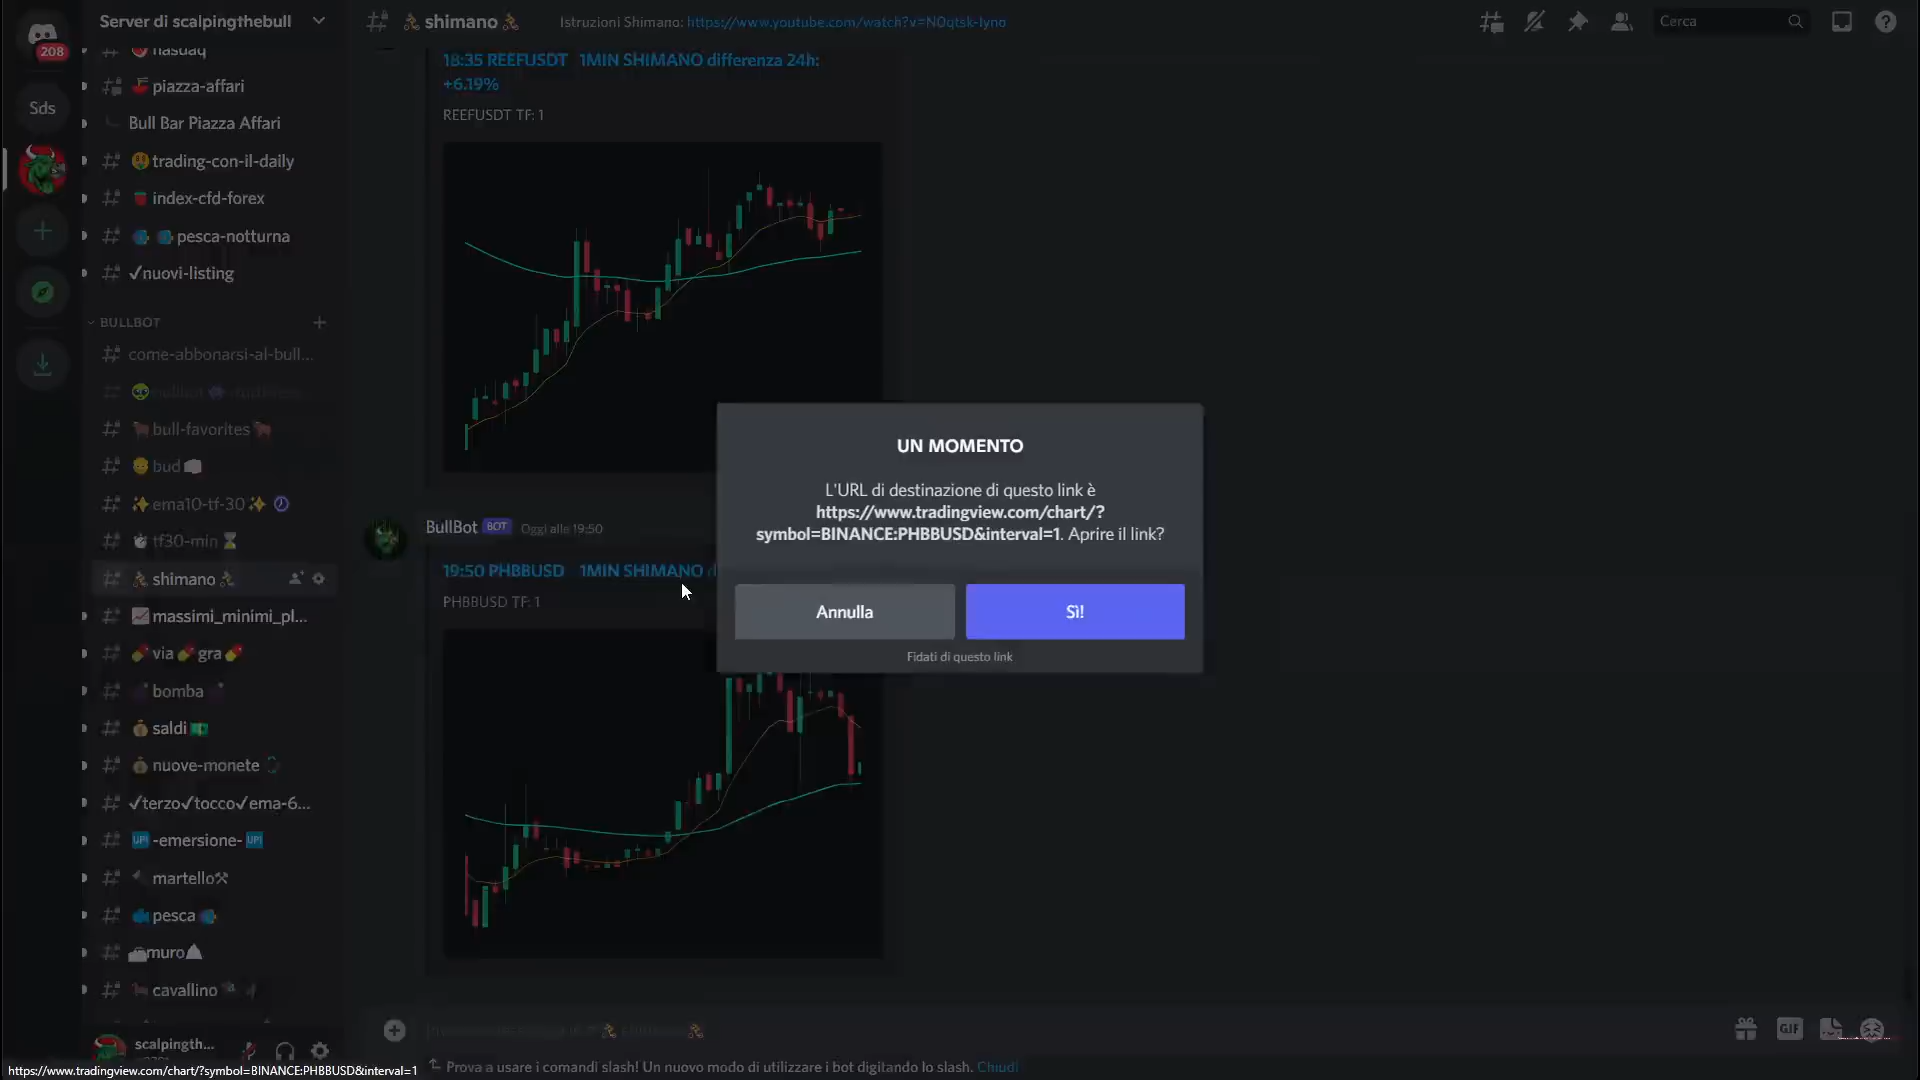 208
Sds
Server di scalpingthebull
nasdaq
piazza-affari
Bull Bar Piazza Affari
trading-con-il-daily
index-cfd-forex
pesca-notturna
✓nuovi-listing
BULLBOT
come-abbonarsi-al-bull...
bull-favorites
bud
ema10-tf-30
tf30-min
shimano
massimi_minimi_pl...
via gra
bomba
saldi
nuove-monete
✓terzo✓tocco✓ema-6...
UP! -emersione- UP!
martello
pesca
muro
cavallino
scalpingth...
https://www.tradingview.com/chart/?symbol=BINANCE:PHBBUSD&interval=1
shimano
Istruzioni Shimano: https://www.youtube.com/watch?v=N0qtsk-Iyno
Cerca
18:35 REEFUSDT 1MIN SHIMANO differenza 24h:
+6.19%
REEFUSDT TF: 1
BullBot BOT Oggi alle 19:50
19:50 PHBBUSD 1MIN SHIMANO
PHBBUSD TF: 1
UN MOMENTO
L'URL di destinazione di questo link è
https://www.tradingview.com/chart/?
symbol=BINANCE:PHBBUSD&interval=1. Aprire il link?
Annulla
Sì!
Fidati di questo link
GIF
Prova a usare i comandi slash! Un nuovo modo di utilizzare i bot digitando lo slash. Chiudi